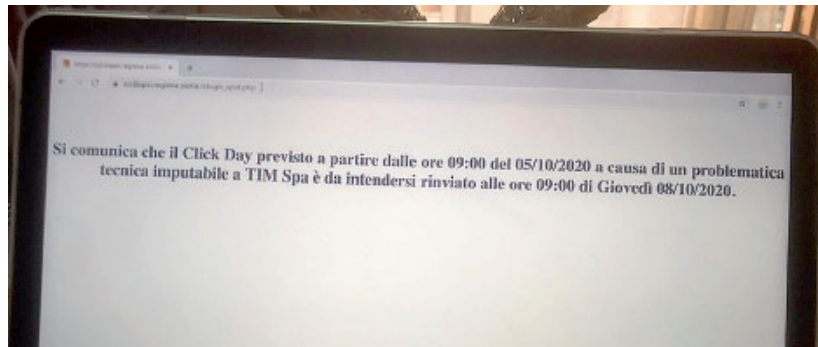 Si comunica che il Click Day previsto a partire dalle ore 09:00 del 05/10/2020 a causa di un problematica
tecnica imputabile a TIM Spa è da intendersi rinviato alle ore 09:00 di Giovedì 08/10/2020.